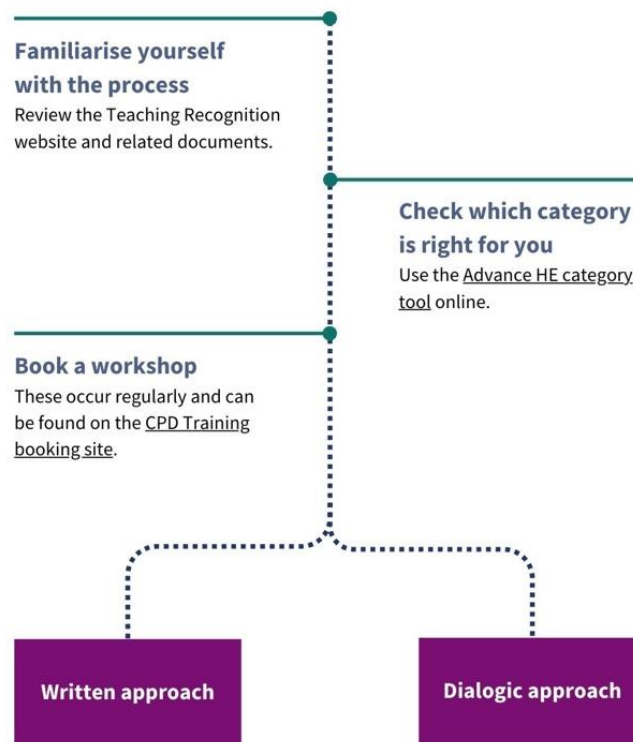 Familiarise yourself
with the process
Review the Teaching Recognition
website and related documents.
Check which category
is right for you
Use the Advance HE category
tool online.
Book a workshop
These occur regularly and can
be found on the CPD Training
booking site.
Written approach
Dialogic approach